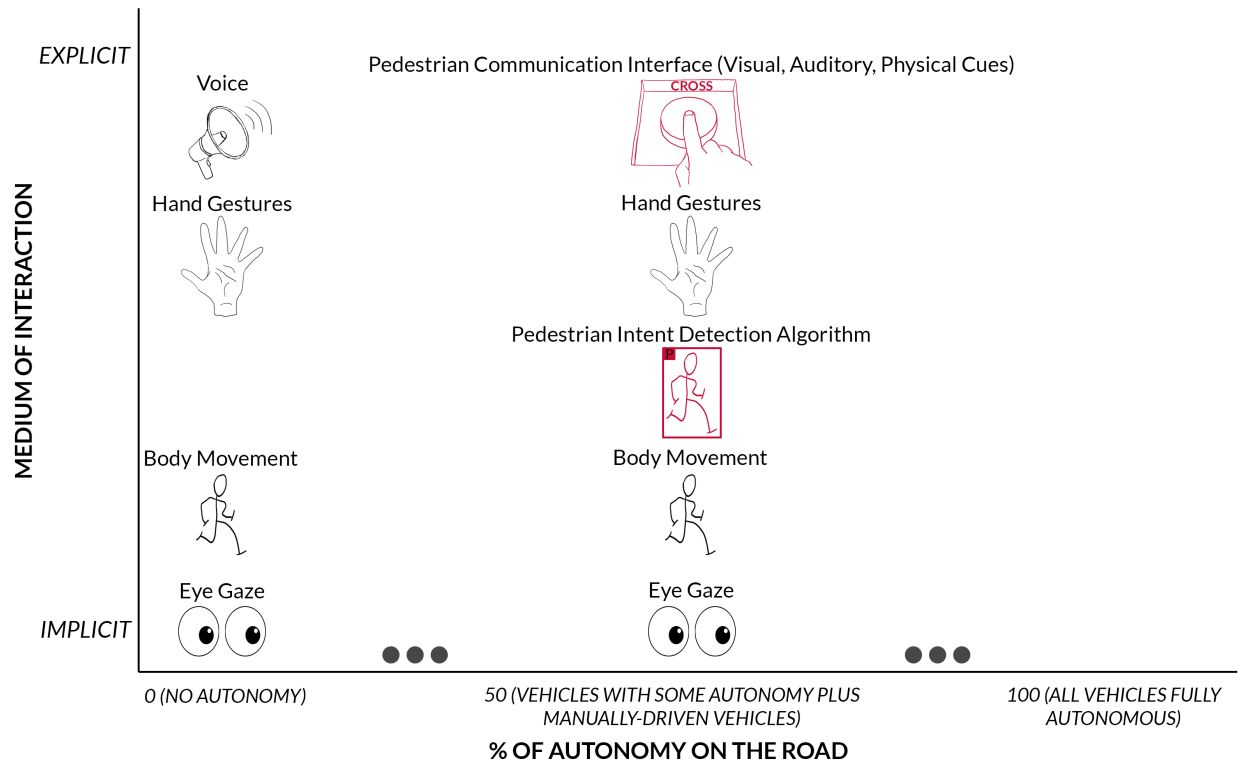 EXPLICIT
Pedestrian Communication Interface (Visual, Auditory, Physical Cues)
Voice
CROSS
Hand Gestures
Hand Gestures
MEDIUM OF INTERACTION
Pedestrian Intent Detection Algorithm
P
Body Movement
Body Movement
Eye Gaze
Eye Gaze
IMPLICIT
0 (NO AUTONOMY)
50 (VEHICLES WITH SOME AUTONOMY PLUS
MANUALLY-DRIVEN VEHICLES)
100 (ALL VEHICLES FULLY
AUTONOMOUS)
% OF AUTONOMY ON THE ROAD